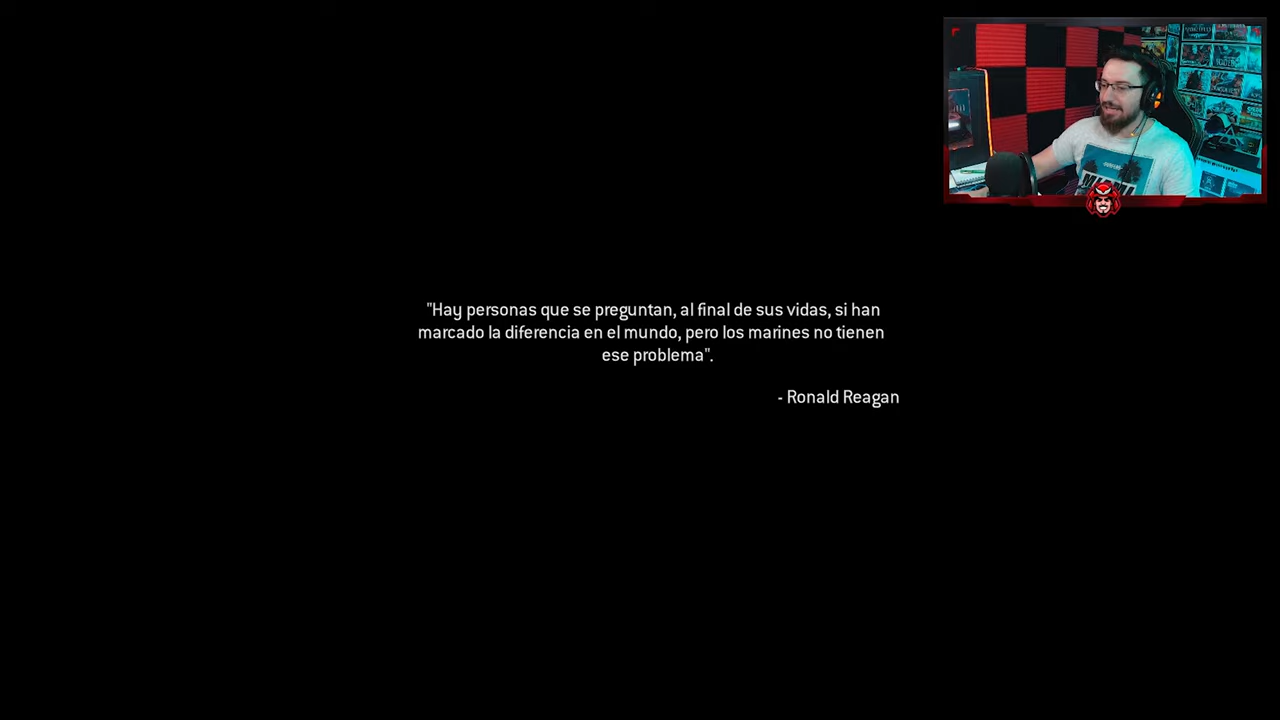 "Hay personas que se preguntan, al final de sus vidas, si han
marcado la diferencia en el mundo, pero los marines no tienen
ese problema".
- Ronald Reagan